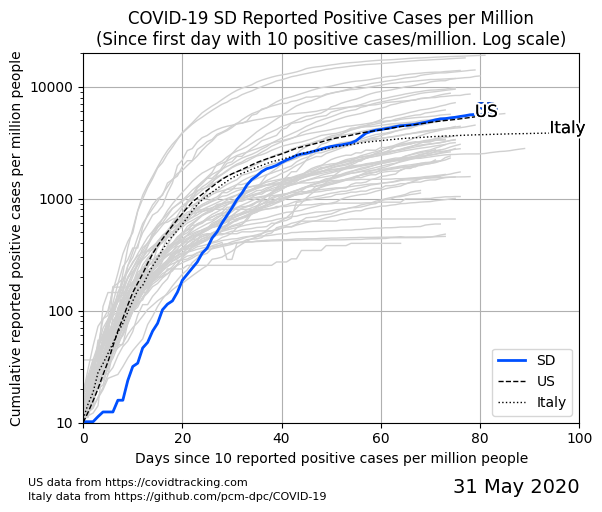 COVID-19 SD Reported Positive Cases per Million
(Since first day with 10 positive cases/million. Log scale)
Cumulative reported positive cases per million people
10000
1000
100
10
US
Italy
SD
US
Italy
0
20
40
60
80
100
Days since 10 reported positive cases per million people
US data from https://covidtracking.com
Italy data from https://github.com/pcm-dpc/COVID-19
31 May 2020